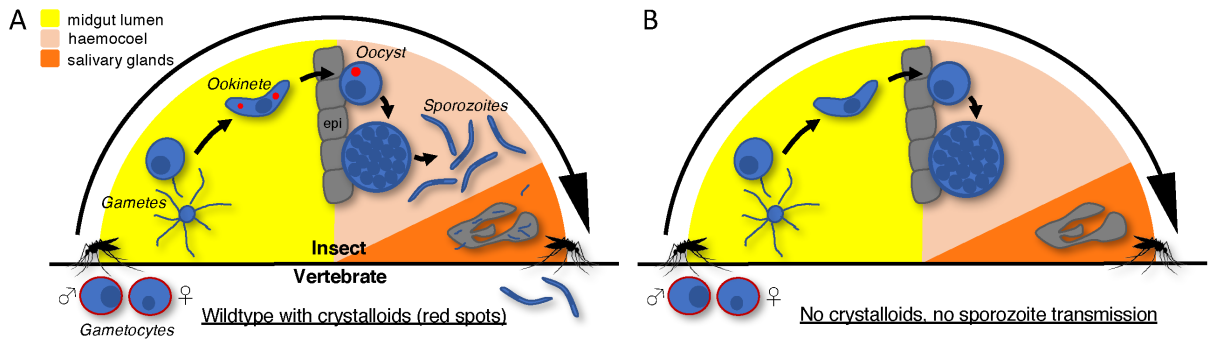 A
midgut lumen
haemocoel
salivary glands
Oocyst
Ookinete
Sporozoites
epi
Gametes
Insect
Vertebrate
♂
♀
Gametocytes
Wildtype with crystalloids (red spots)
B
♂
♀
No crystalloids, no sporozoite transmission